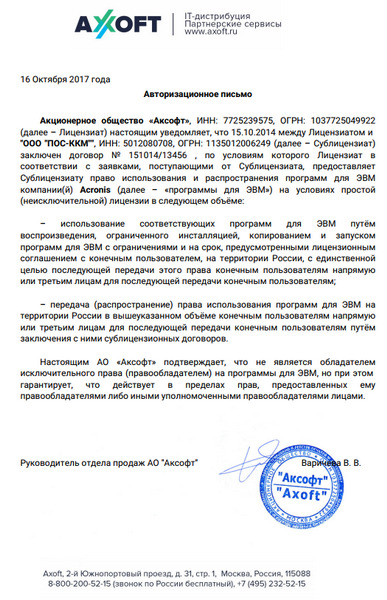 AXOFT
IT-дистрибуция
Партнерские сервисы
www.axoft.ru
16 Октября 2017 года
Авторизационное письмо
Акционерное общество «Аксофт», ИНН: 7725239575, ОГРН: 1037725049922
(далее – Лицензиат) настоящим уведомляет, что 15.10.2014 между Лицензиатом и
"ООО "ПОС-ККМ"", ИНН: 5012080708, ОГРН: 1135012006249 (далее – Сублицензиат)
заключен договор № 151014/13456 , по условиям которого Лицензиат в
соответствии с заявками, поступающими от Сублицензиата, предоставляет
Сублицензиату право использования и распространения программ для ЭВМ
компании(й) Acronis (далее – «программы для ЭВМ») на условиях простой
(неисключительной) лицензии в следующем объёме:
– использование соответствующих программ для ЭВМ путём
воспроизведения, ограниченного инсталляцией, копированием и запуском
программ для ЭВМ с ограничениями и на срок, предусмотренными лицензионным
соглашением с конечным пользователем, на территории России, с единственной
целью последующей передачи этого права конечным пользователям напрямую
или третьим лицам для последующей передачи конечным пользователям;
– передача (распространение) права использования программ для ЭВМ на
территории России в вышеуказанном объёме конечным пользователям напрямую
или третьим лицам для последующей передачи конечным пользователям путём
заключения с ними сублицензионных договоров.
Настоящим АО «Аксофт» подтверждает, что не является обладателем
исключительного права (правообладателем) на программы для ЭВМ, но при этом
гарантирует, что действует в пределах прав, предоставленных ему
правообладателями либо иными уполномоченными правообладателями лицами.
Руководитель отдела продаж АО "Аксофт"
Варичева В. В.
"Аксофт"
"Axoft"
Axoft, 2-й Южнопортовый проезд, д. 31, стр. 1, Москва, Россия, 115088
8-800-200-52-15 (звонок по России бесплатный), +7 (495) 232-52-15